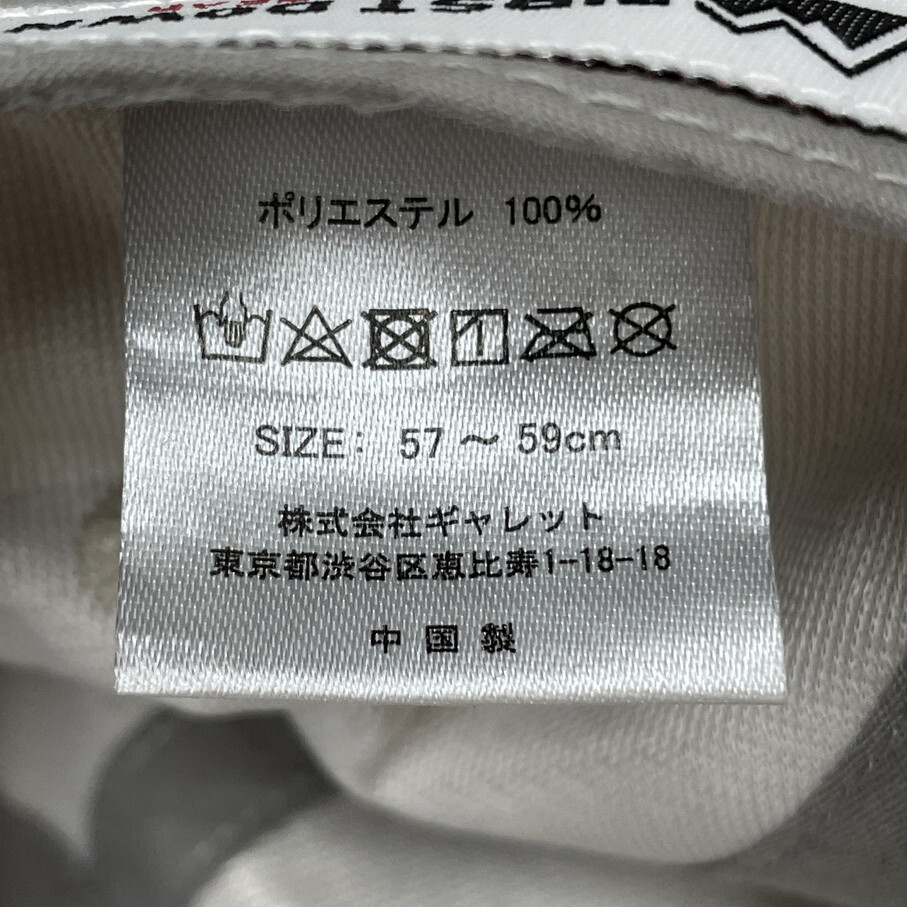 ポリエステル 100%
SIZE: 57 ～ 59cm
株式会社ギャレット
東京都渋谷区恵比寿1-18-18
中国製